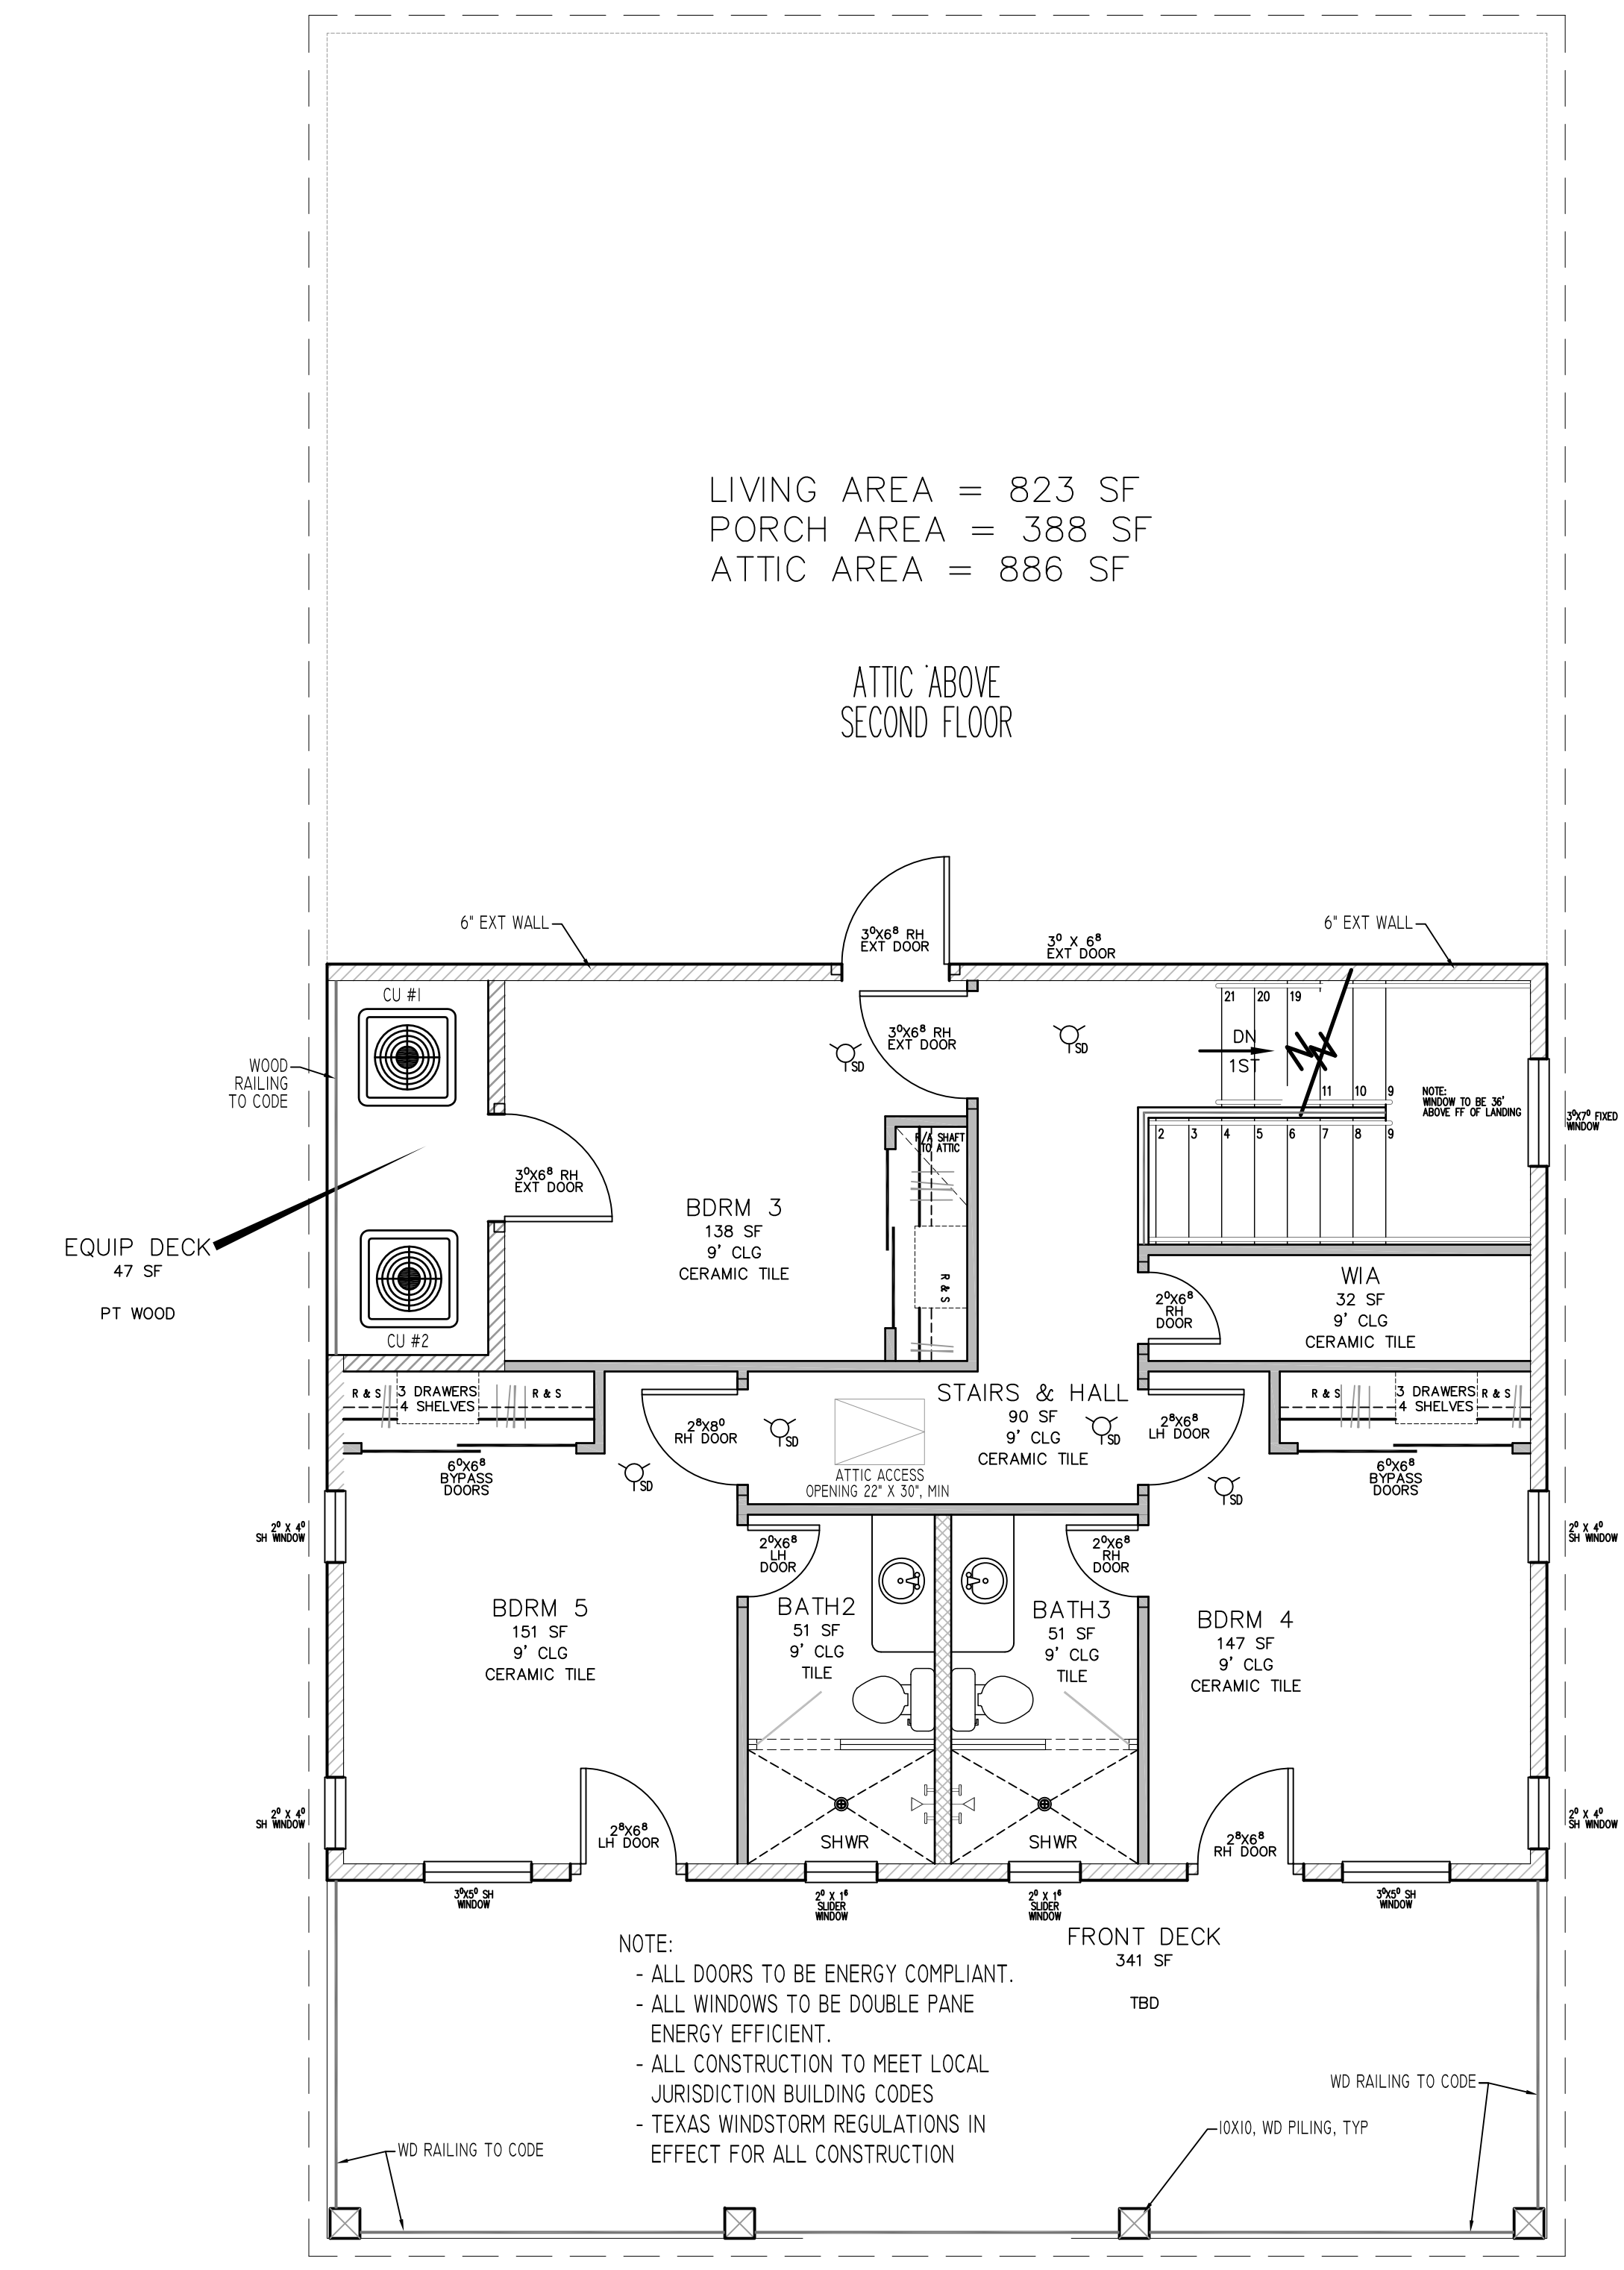 LIVING AREA = 823 SF
PORCH AREA = 388 SF
ATTIC AREA = 886 SF
ATTIC ABOVE
SECOND FLOOR
6" EXT WALL
3⁰X6⁸ RH
EXT DOOR
3⁰ X 6⁸
EXT DOOR
6" EXT WALL
CU #1
WOOD
RAILING
TO CODE
3⁰X6⁸ RH
EXT DOOR
SD
SD
21
20
19
DN
1ST
11
10
9
NOTE:
WINDOW TO BE 36'
ABOVE FF OF LANDING
3⁰X7⁰ FIXED
WINDOW
2
3
4
5
6
7
8
9
R/A SHAFT
TO ATTIC
3⁰X6⁸ RH
EXT DOOR
BDRM 3
138 SF
9' CLG
CERAMIC TILE
R & S
EQUIP DECK
47 SF
PT WOOD
CU #2
2⁰X6⁸
RH
DOOR
WIA
32 SF
9' CLG
CERAMIC TILE
R & S
3 DRAWERS
4 SHELVES
R & S
2⁸X8⁰
RH DOOR
SD
STAIRS & HALL
90 SF
9' CLG
CERAMIC TILE
SD
2⁸X6⁸
LH DOOR
R & S
3 DRAWERS
4 SHELVES
R & S
6⁰X6⁸
BYPASS
DOORS
SD
ATTIC ACCESS
OPENING 22" X 30", MIN
SD
6⁰X6⁸
BYPASS
DOORS
2⁰ X 4⁰
SH WINDOW
2⁰X6⁸
LH
DOOR
2⁰X6⁸
RH
DOOR
2⁰ X 4⁰
SH WINDOW
BDRM 5
151 SF
9' CLG
CERAMIC TILE
BATH2
51 SF
9' CLG
TILE
BATH3
51 SF
9' CLG
TILE
BDRM 4
147 SF
9' CLG
CERAMIC TILE
2⁰ X 4⁰
SH WINDOW
2⁸X6⁸
LH DOOR
SHWR
SHWR
2⁸X6⁸
RH DOOR
2⁰ X 4⁰
SH WINDOW
3⁰X5⁰ SH
WINDOW
2⁰ X 1⁶
SLIDER
WINDOW
2⁰ X 1⁶
SLIDER
WINDOW
3⁰X5⁰ SH
WINDOW
FRONT DECK
341 SF
TBD
NOTE:
- ALL DOORS TO BE ENERGY COMPLIANT.
- ALL WINDOWS TO BE DOUBLE PANE
ENERGY EFFICIENT.
- ALL CONSTRUCTION TO MEET LOCAL
JURISDICTION BUILDING CODES
- TEXAS WINDSTORM REGULATIONS IN
EFFECT FOR ALL CONSTRUCTION
WD RAILING TO CODE
WD RAILING TO CODE
10X10, WD PILING, TYP